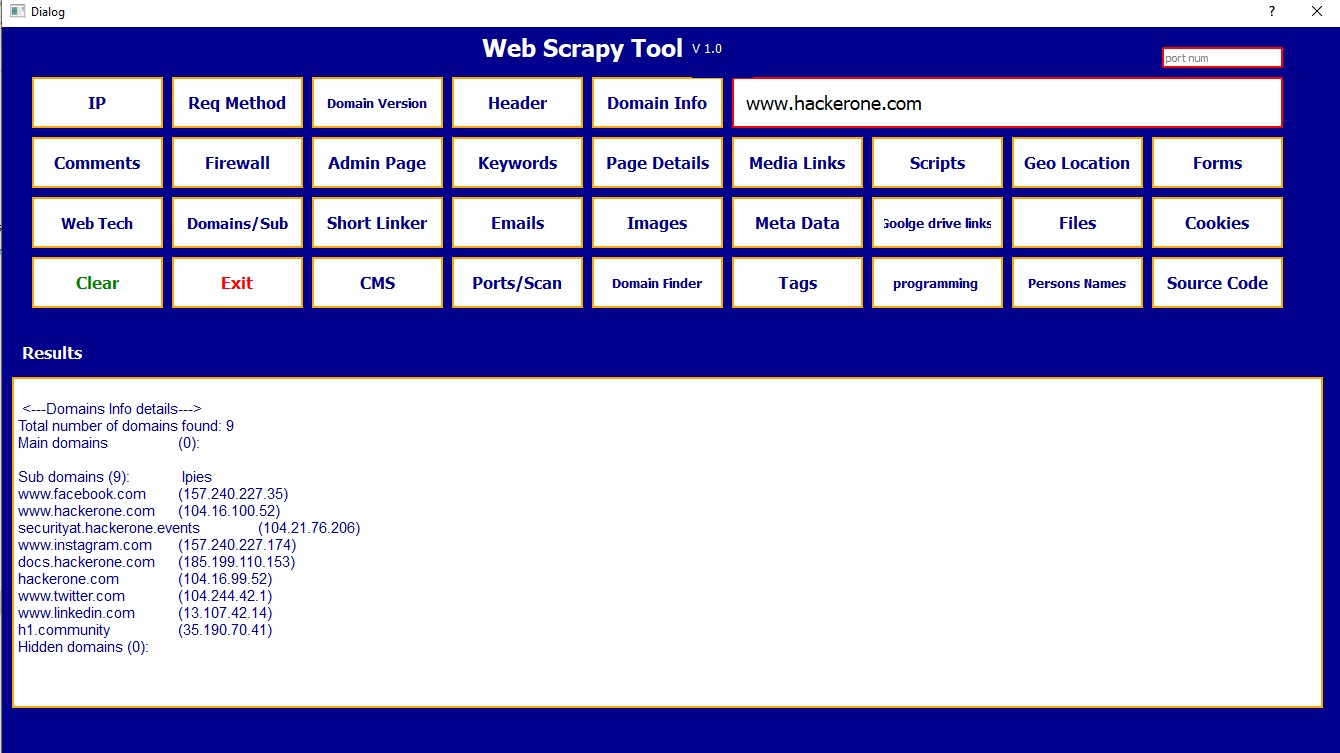 Dialog
?
Web Scrapy Tool V 1.0
port num
IP Req Method Domain Version Header Domain Info www.hackerone.com
Comments Firewall Admin Page Keywords Page Details Media Links Scripts Geo Location Forms
Web Tech Domains/Sub Short Linker Emails Images Meta Data Goolge drive links Files Cookies
Clear Exit CMS Ports/Scan Domain Finder Tags programming Persons Names Source Code
Results
<---Domains Info details--->
Total number of domains found: 9
Main domains (0):
Sub domains (9): Ipies
www.facebook.com (157.240.227.35)
www.hackerone.com (104.16.100.52)
securityat.hackerone.events (104.21.76.206)
www.instagram.com (157.240.227.174)
docs.hackerone.com (185.199.110.153)
hackerone.com (104.16.99.52)
www.twitter.com (104.244.42.1)
www.linkedin.com (13.107.42.14)
h1.community (35.190.70.41)
Hidden domains (0):